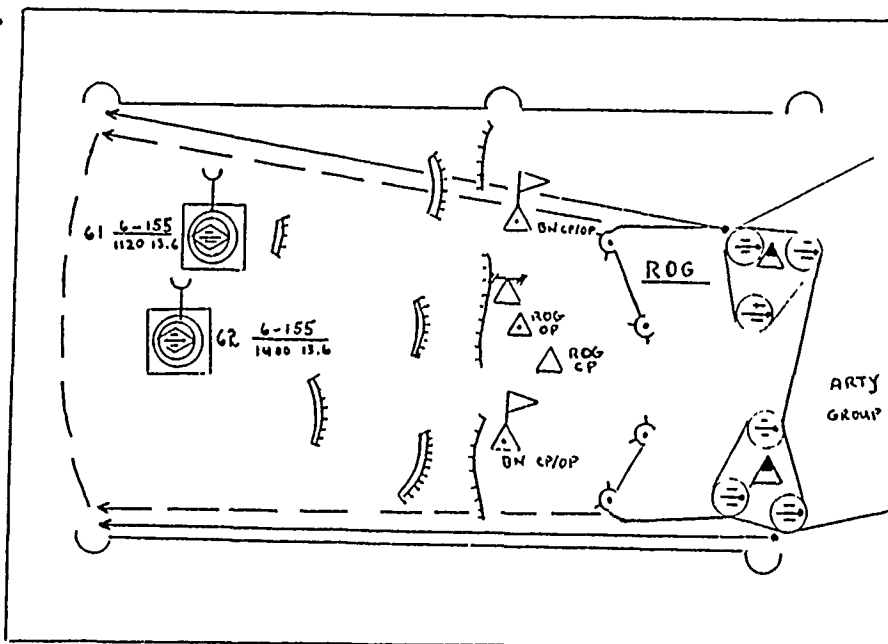 BN CP/OP
61 6-155
1120 13.6
ROG
ROG
OP
62 6-155
1400 13.6
ROG
CP
ARTY
GROUP
BN CP/OP